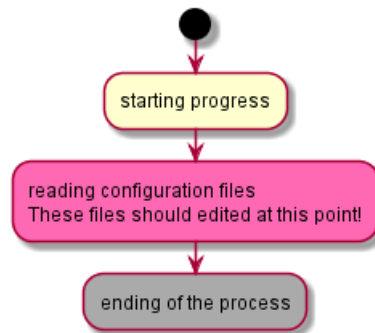 starting progress
reading configuration files
These files should edited at this point!
ending of the process